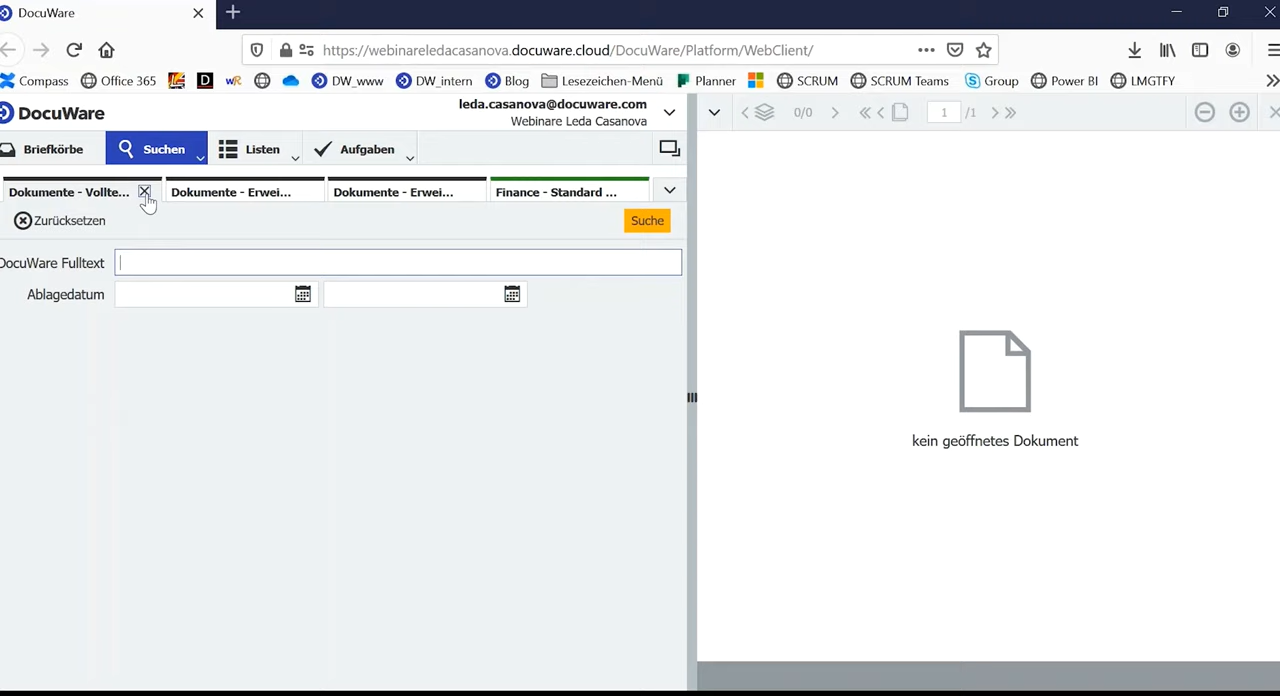 DocuWare
https://webinareledacasanova.docuware.cloud/DocuWare/Platform/WebClient/
Compass Office 365 D wR DW_www DW_intern Blog Lesezeichen-Menü Planner SCRUM SCRUM Teams Group Power BI LMGTFY
DocuWare
leda.casanova@docuware.com
Webinare Leda Casanova
0/0 1 /1
Briefkörbe Suchen Listen Aufgaben
Dokumente - Vollte... Dokumente - Erwei... Dokumente - Erwei... Finance - Standard ...
Zurücksetzen Suche
DocuWare Fulltext
Ablagedatum
kein geöffnetes Dokument